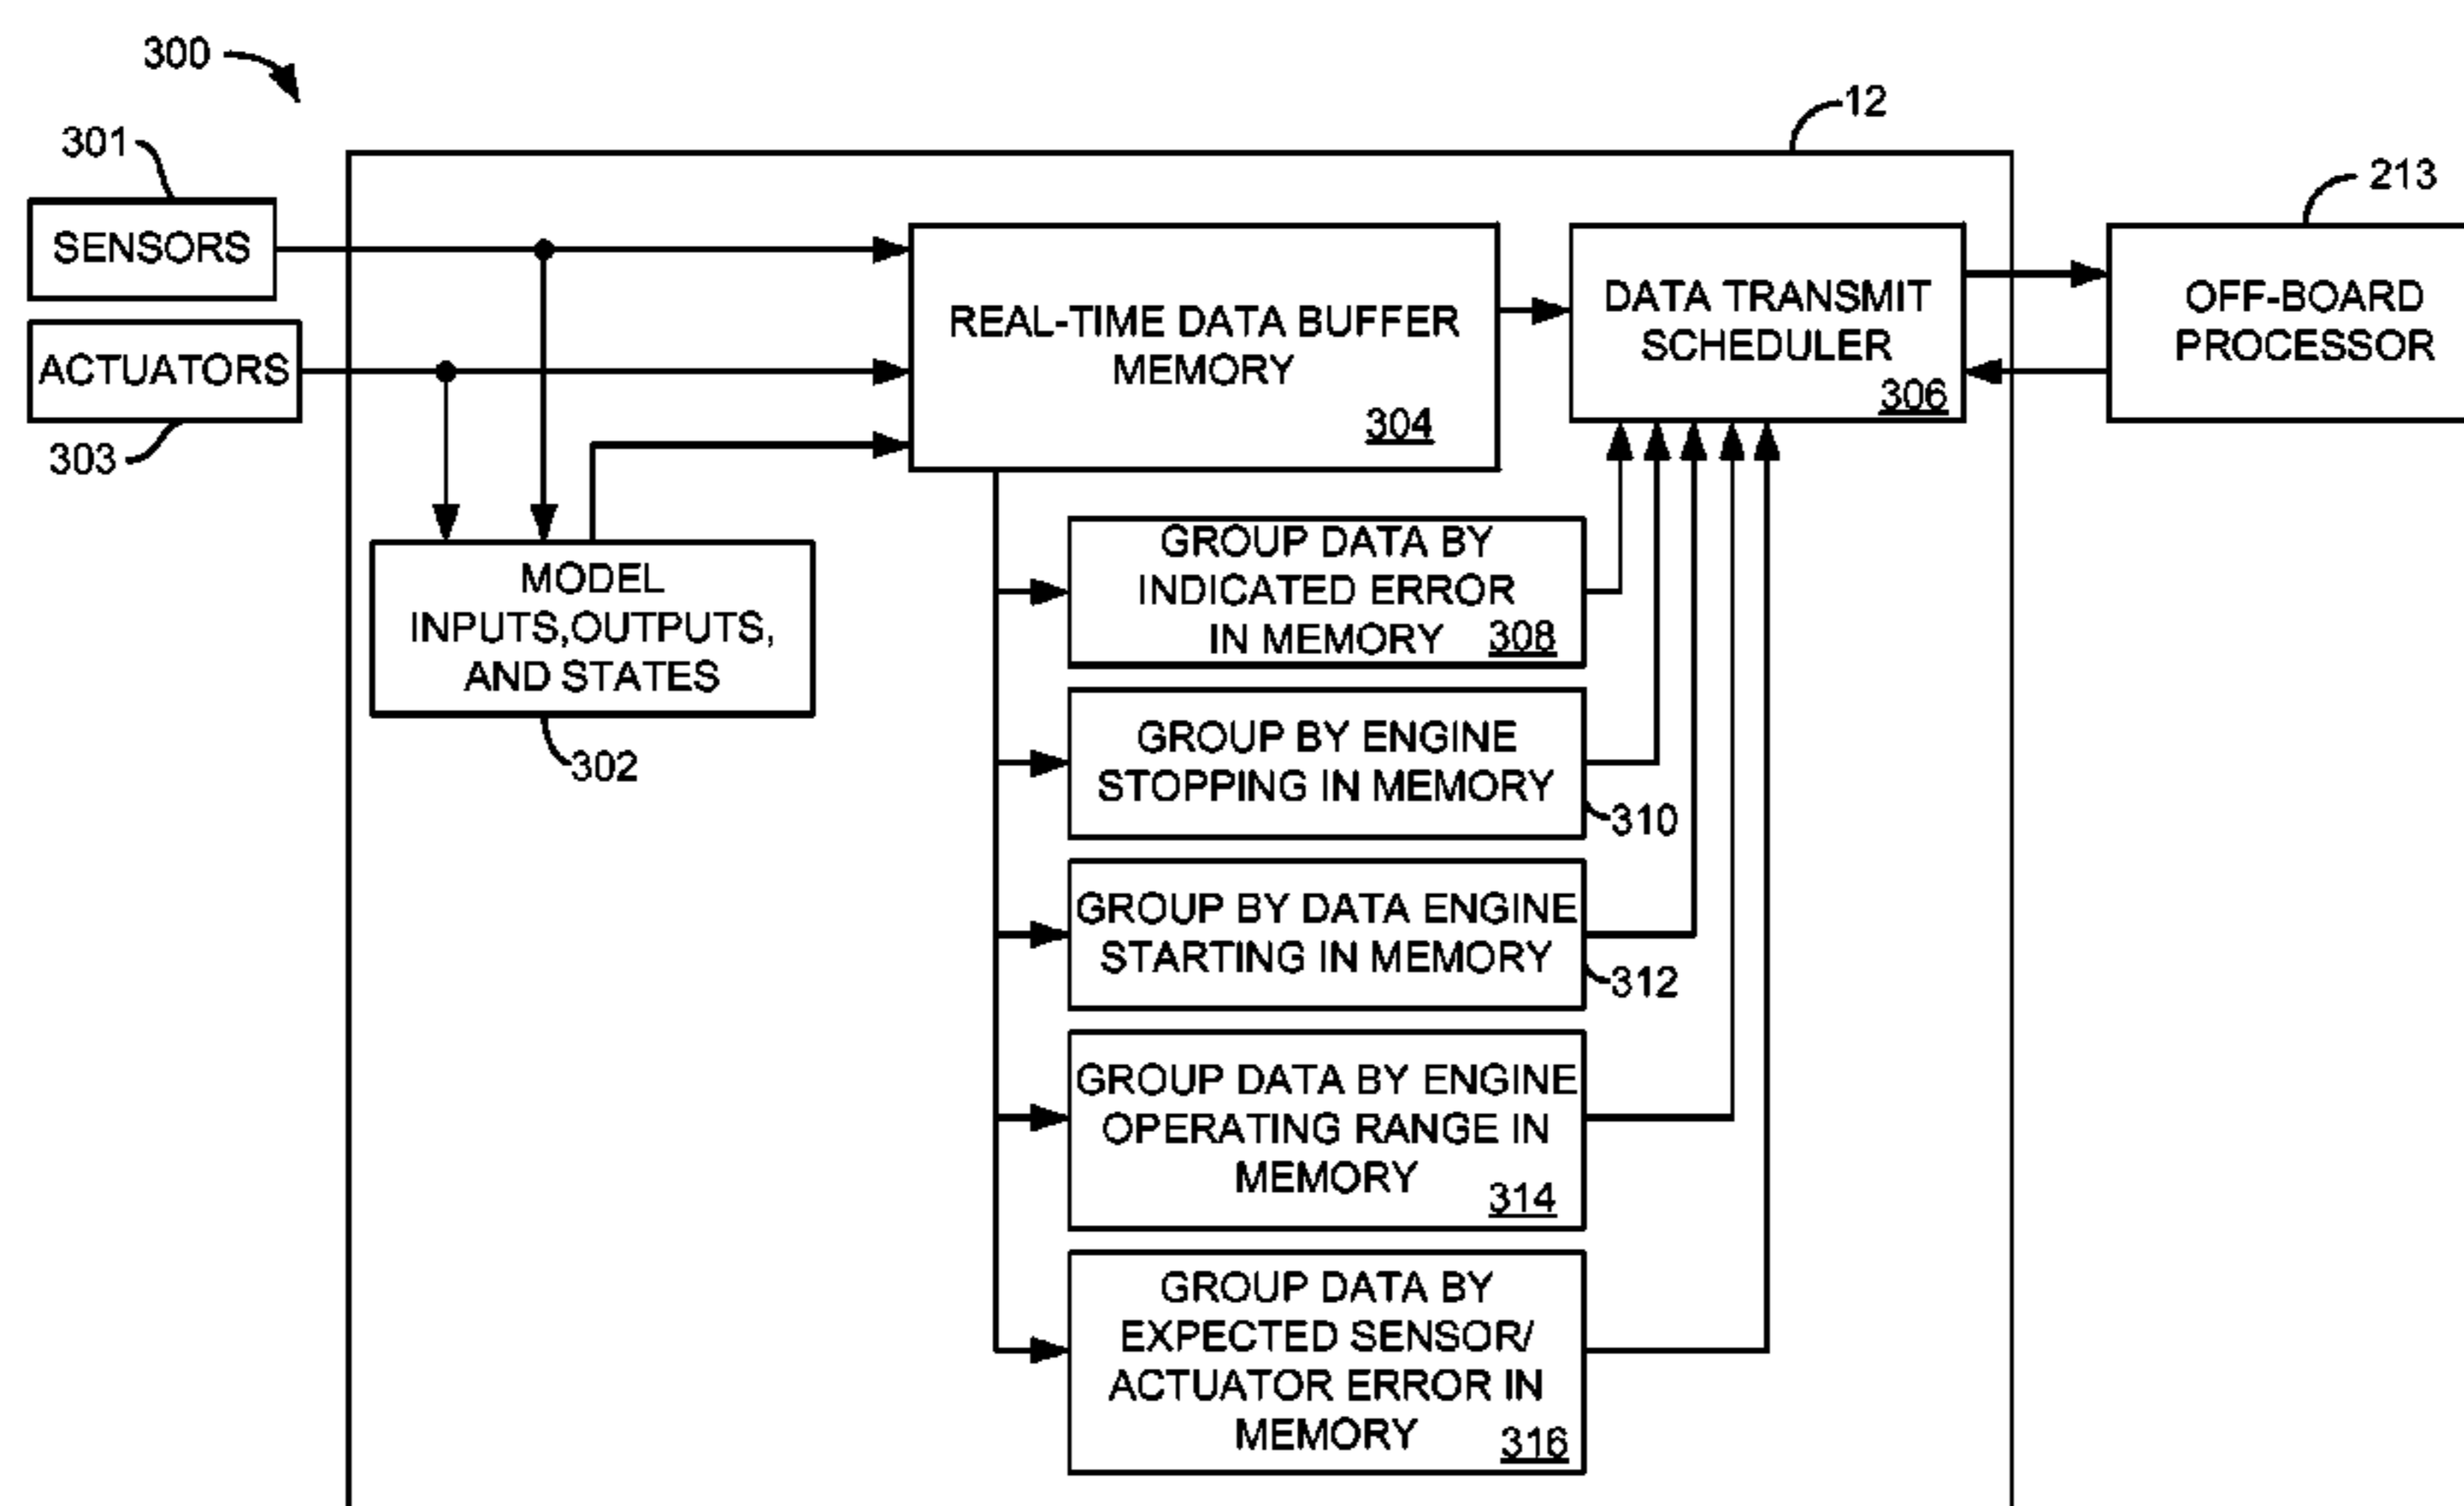 300
12
301
213
SENSORS
ACTUATORS
303
REAL-TIME DATA BUFFER
MEMORY
304
DATA TRANSMIT
SCHEDULER
306
OFF-BOARD
PROCESSOR
MODEL
INPUTS,OUTPUTS,
AND STATES
302
GROUP DATA BY
INDICATED ERROR
IN MEMORY
308
GROUP BY ENGINE
STOPPING IN MEMORY
310
GROUP BY DATA ENGINE
STARTING IN MEMORY
312
GROUP DATA BY ENGINE
OPERATING RANGE IN
MEMORY
314
GROUP DATA BY
EXPECTED SENSOR/
ACTUATOR ERROR IN
MEMORY
316